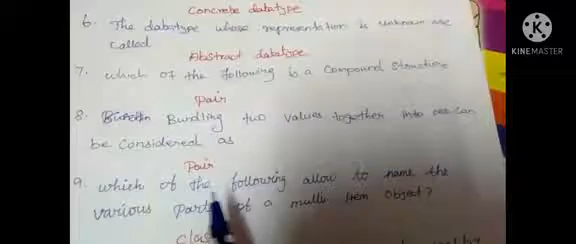 Concrete datatype
6. The datatype whose representation is unknown are
called
Abstract datatype
7. which of the following is a Compound structure
Pair
8. Bundling two values together into one can
be considered as
Pair
9. which of the following allow to name the
various parts of a multi item object?
Class
KINEMASTER